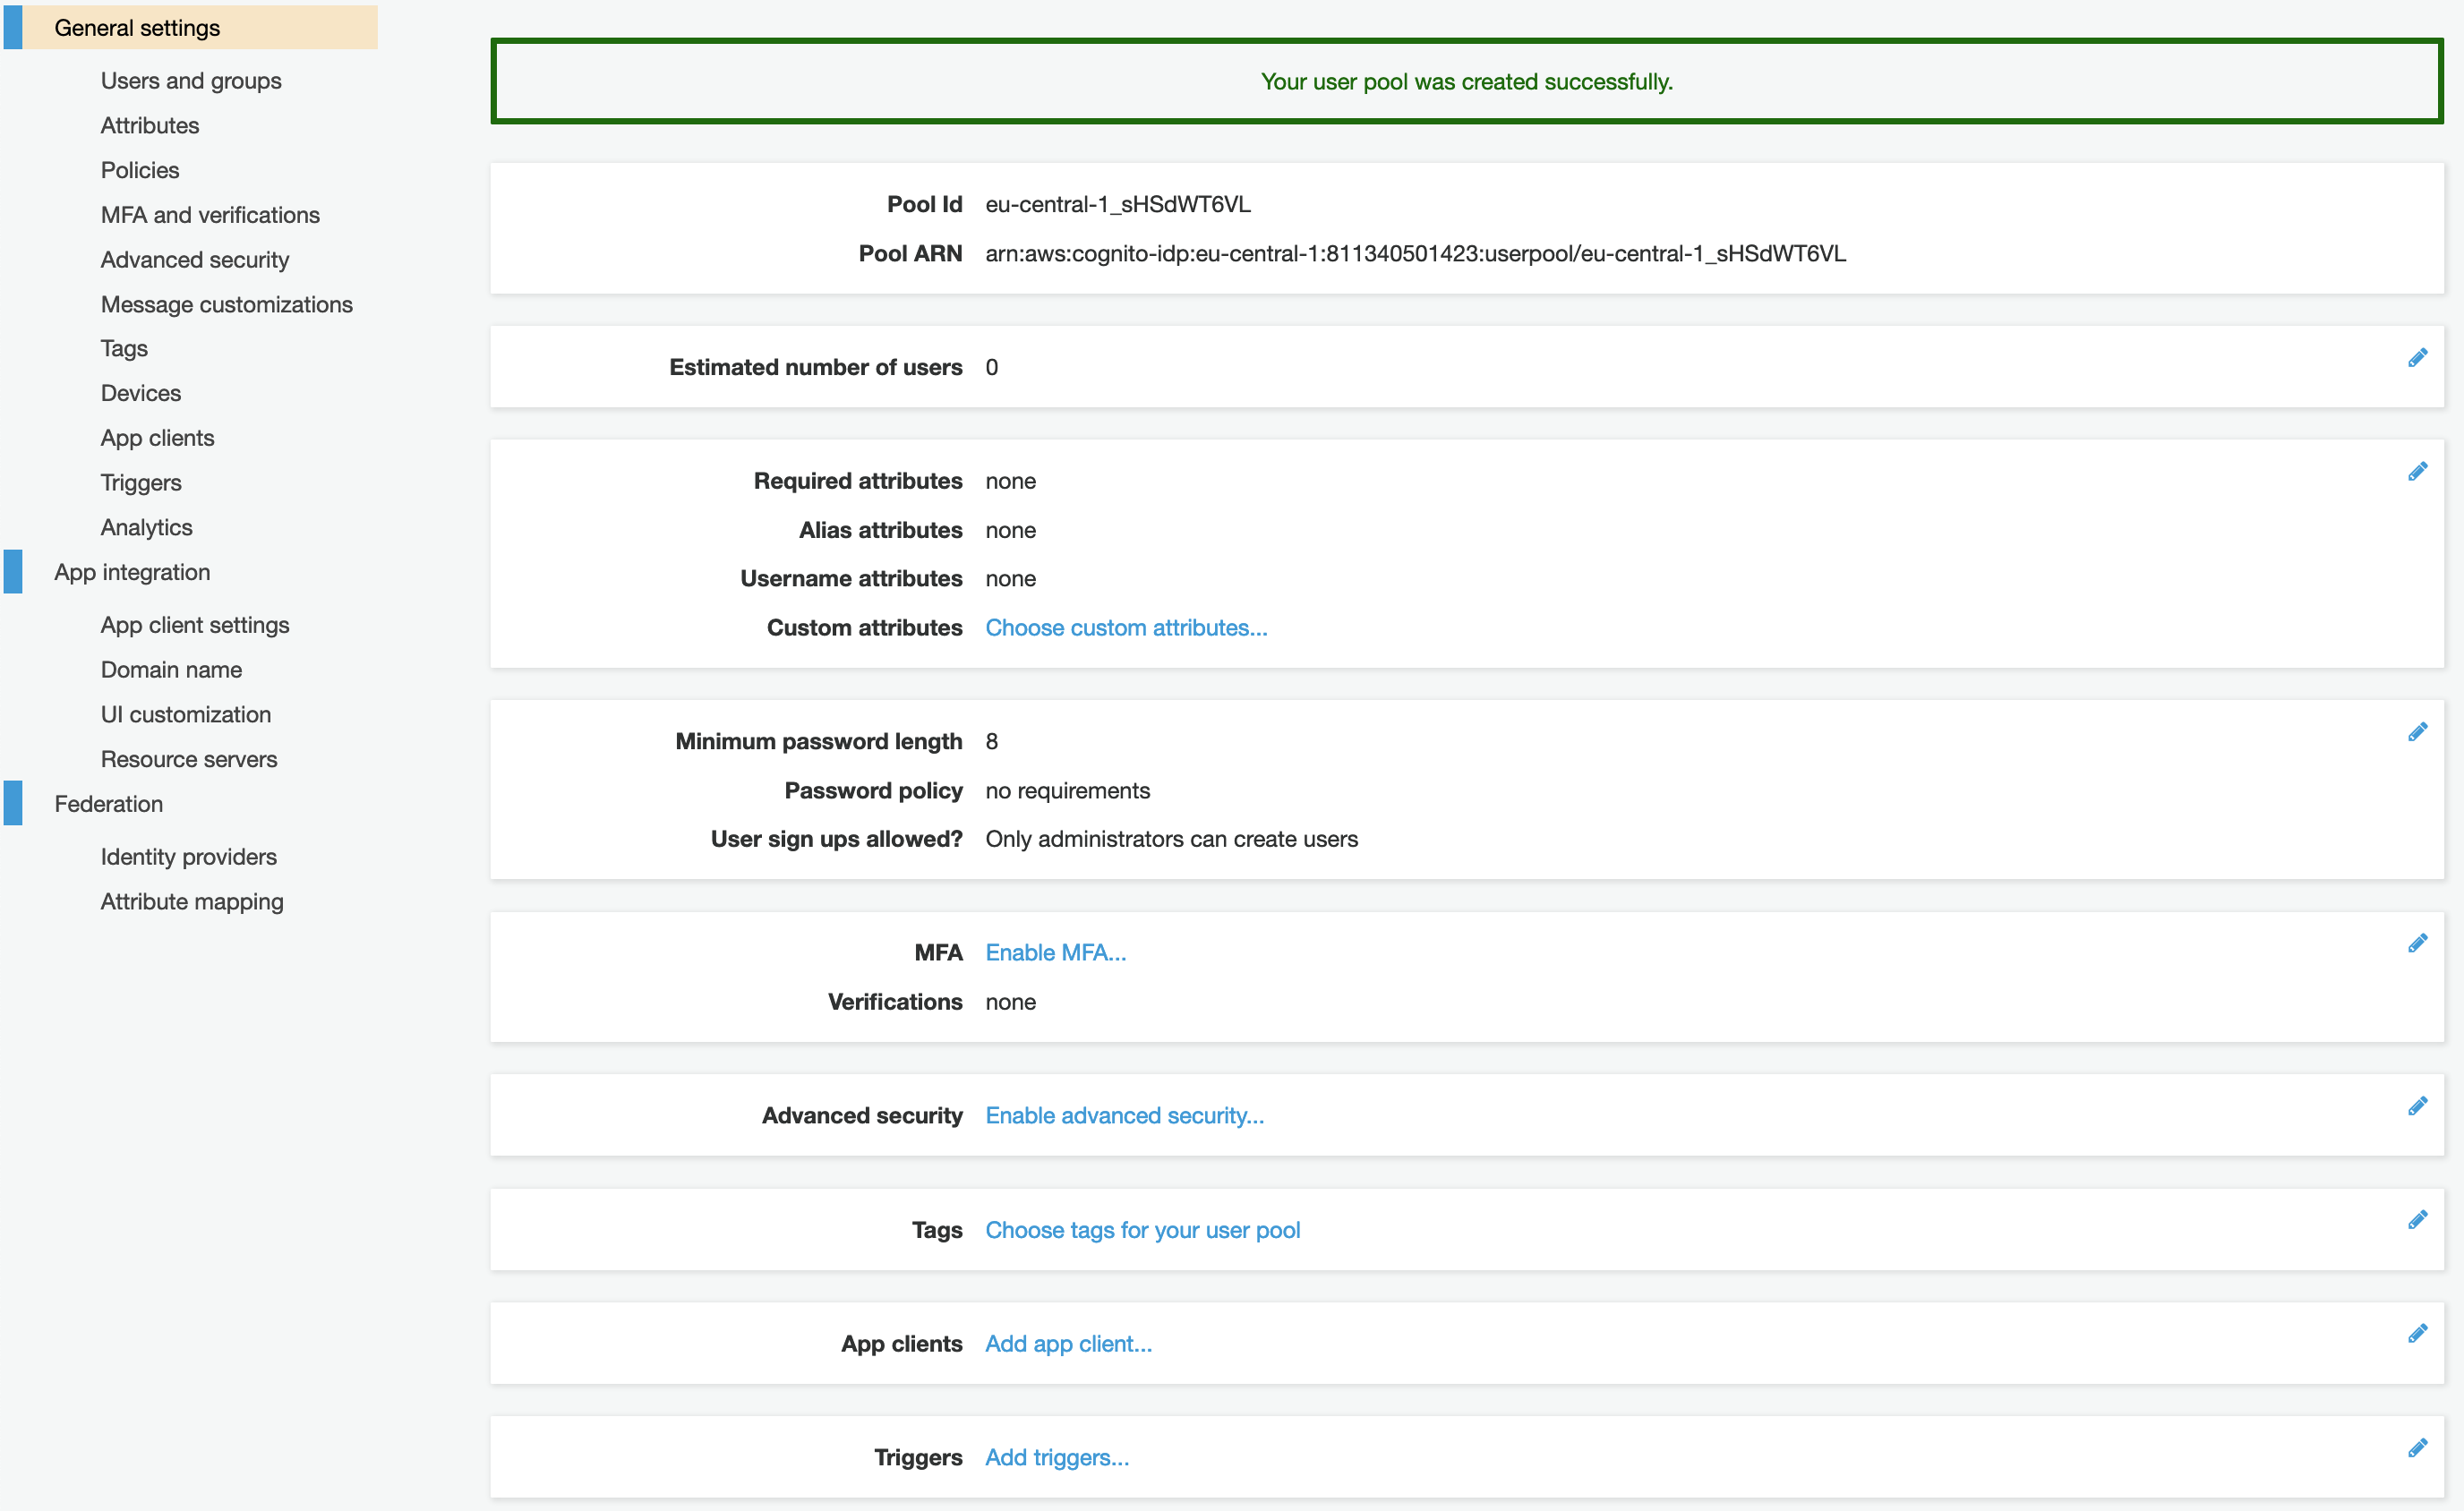 General settings
Users and groups
Attributes
Policies
MFA and verifications
Advanced security
Message customizations
Tags
Devices
App clients
Triggers
Analytics
App integration
App client settings
Domain name
UI customization
Resource servers
Federation
Identity providers
Attribute mapping
Your user pool was created successfully.
Pool Id eu-central-1_sHSdWT6VL
Pool ARN arn:aws:cognito-idp:eu-central-1:811340501423:userpool/eu-central-1_sHSdWT6VL
Estimated number of users 0
Required attributes none
Alias attributes none
Username attributes none
Custom attributes Choose custom attributes...
Minimum password length 8
Password policy no requirements
User sign ups allowed? Only administrators can create users
MFA Enable MFA...
Verifications none
Advanced security Enable advanced security...
Tags Choose tags for your user pool
App clients Add app client...
Triggers Add triggers...